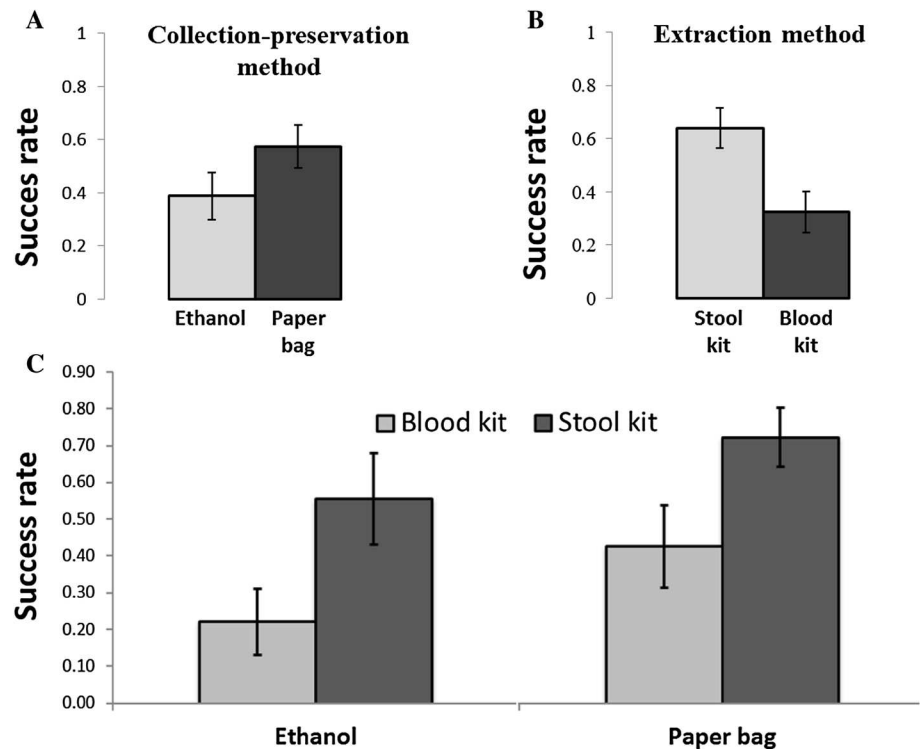 A
Collection-preservation
method
Succes rate
1
0.8
0.6
0.4
0.2
0
Ethanol
Paper
bag
B
Extraction method
Success rate
1
0.8
0.6
0.4
0.2
0
Stool
kit
Blood
kit
C
Success rate
0.90
0.80
0.70
0.60
0.50
0.40
0.30
0.20
0.10
0.00
Blood kit
Stool kit
Ethanol
Paper bag